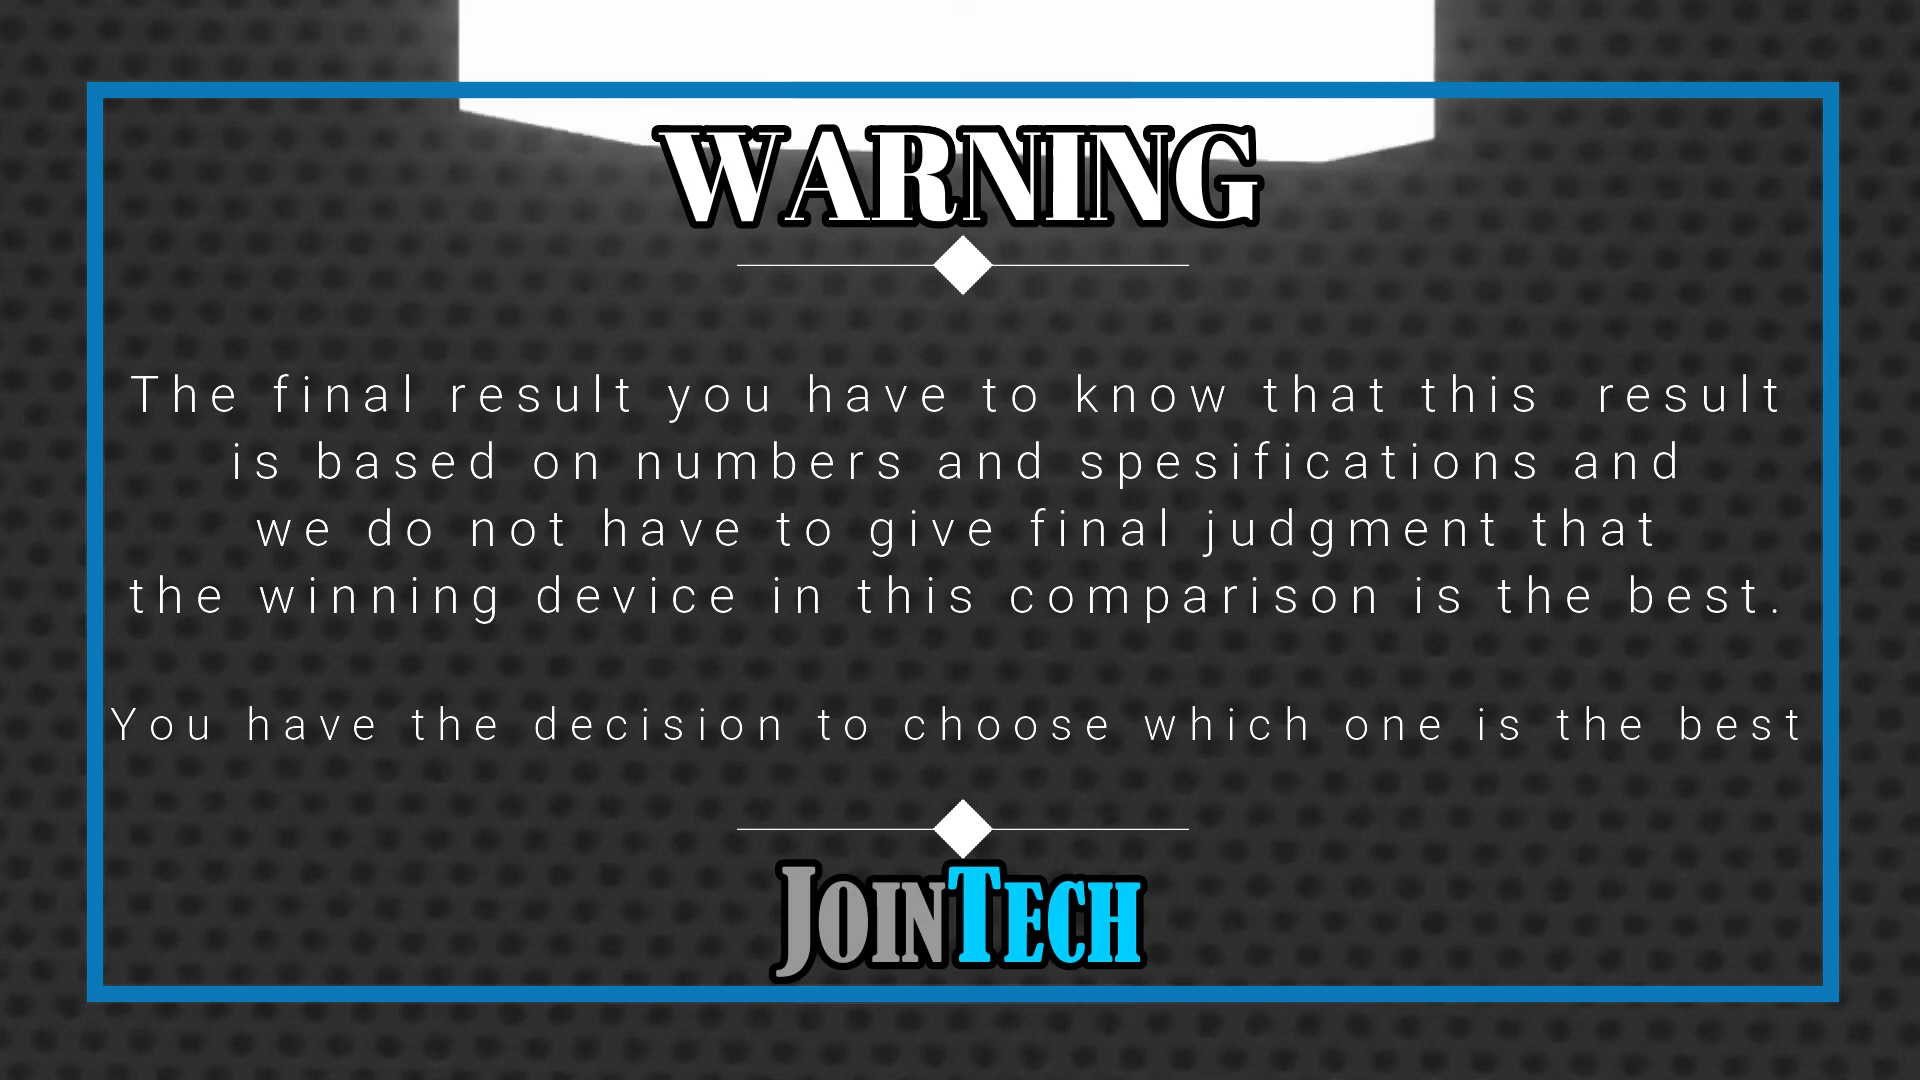 WARNING
The final result you have to know that this result
is based on numbers and spesifications and
we do not have to give final judgment that
the winning device in this comparison is the best.
You have the decision to choose which one is the best
JOINTECH